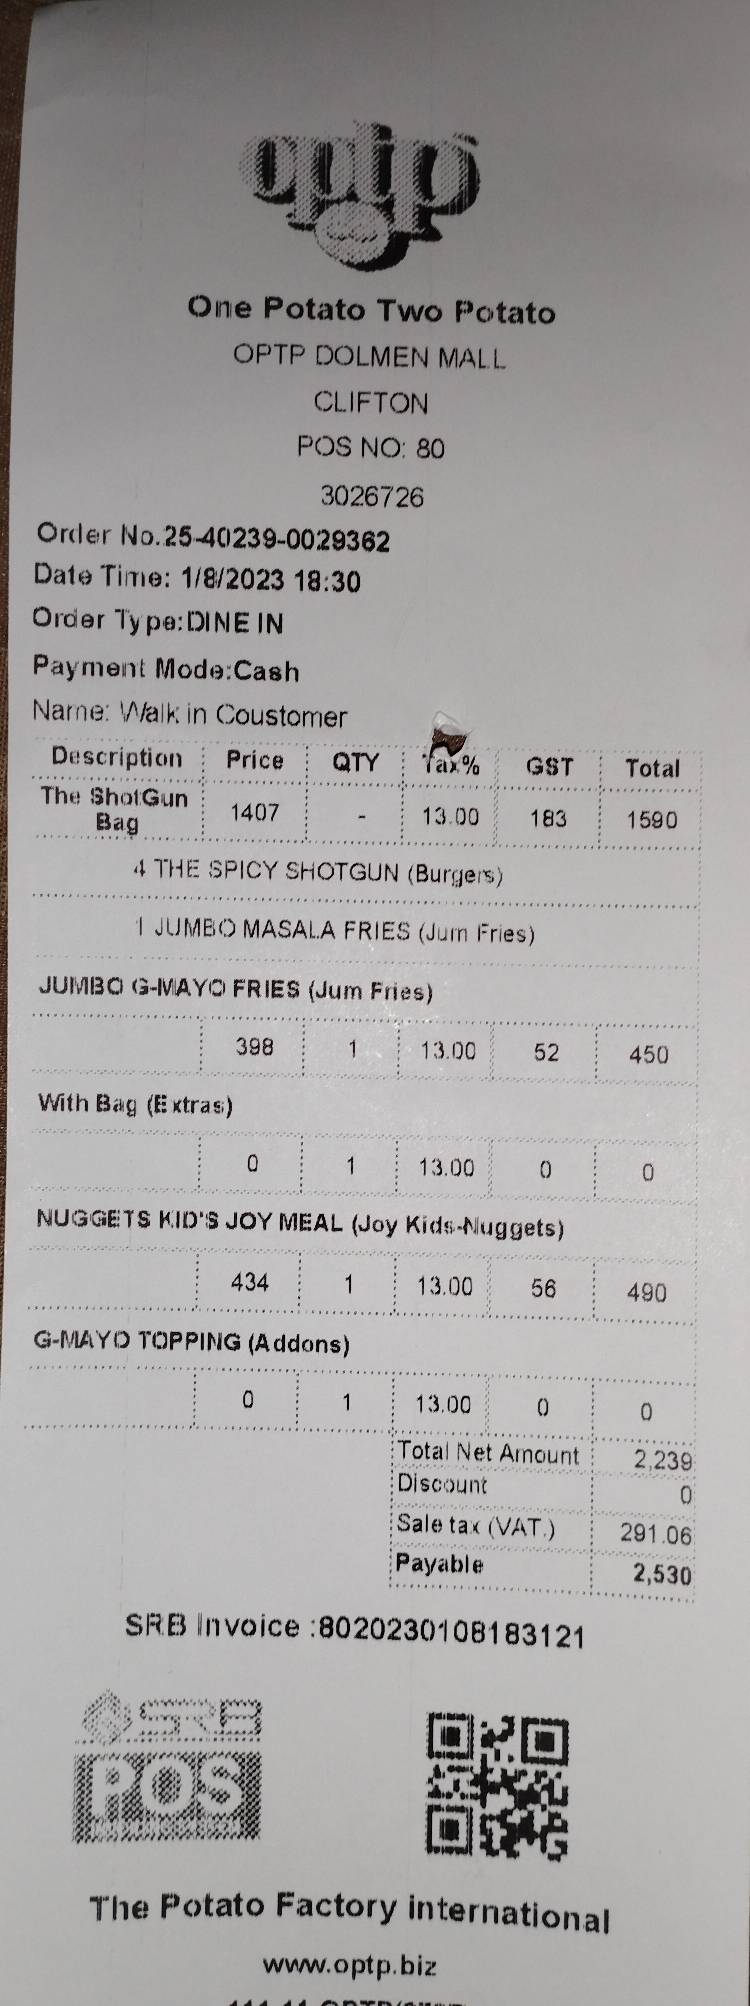 optp
One Potato Two Potato
OPTP DOLMEN MALL
CLIFTON
POS NO: 80
3026726
Order No.25-40239-0029362
Date Time: 1/8/2023 18:30
Order Type:DINE IN
Payment Mode:Cash
Name: Walk in Coustomer
Description Price QTY Tax% GST Total
The ShotGun Bag 1407 - 13.00 183 1590
4 THE SPICY SHOTGUN (Burgers)
1 JUMBO MASALA FRIES (Jum Fries)
JUMBO G-MAYO FRIES (Jum Fries)
398 1 13.00 52 450
With Bag (Extras)
0 1 13.00 0 0
NUGGETS KID'S JOY MEAL (Joy Kids-Nuggets)
434 1 13.00 56 490
G-MAYO TOPPING (Addons)
0 1 13.00 0 0
Total Net Amount 2,239
Discount 0
Sale tax (VAT.) 291.06
Payable 2,530
SRB Invoice :8020230108183121
SRB
POS
The Potato Factory international
www.optp.biz